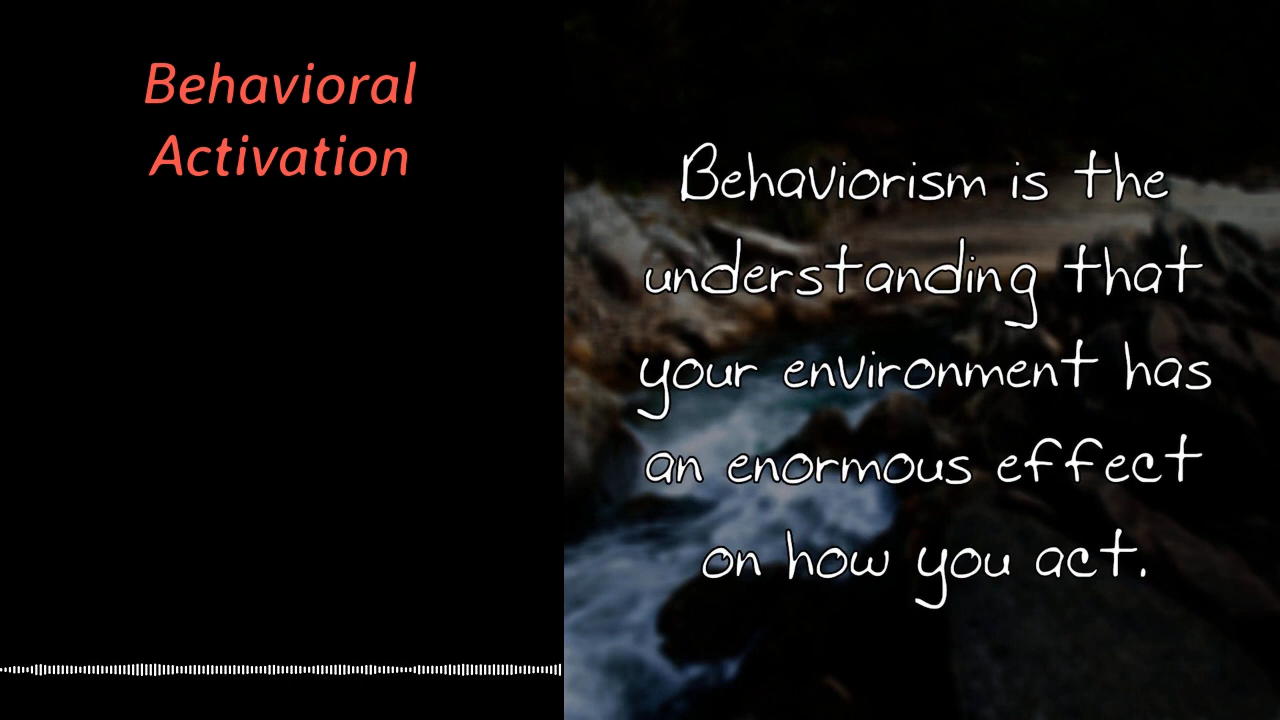 Behavioral
Activation
Behaviorism is the
understanding that
your environment has
an enormous effect
on how you act.